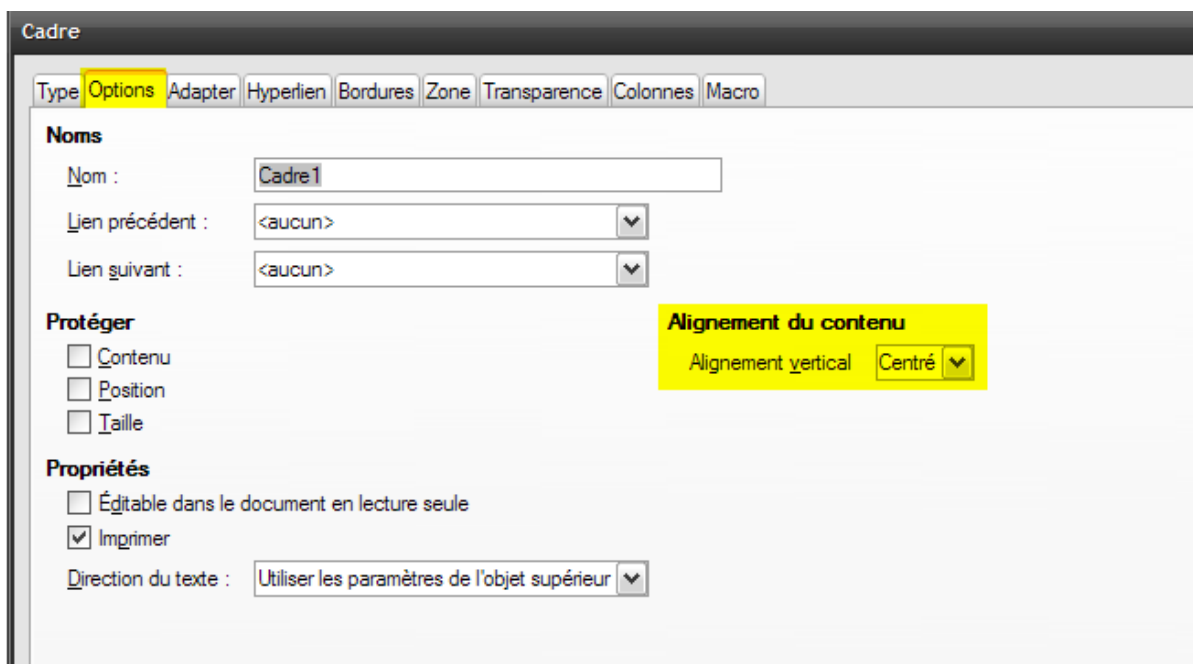 Cadre
Type Options Adapter Hyperlien Bordures Zone Transparence Colonnes Macro
Noms
Nom : Cadre1
Lien précédent : <aucun>
Lien suivant : <aucun>
Protéger Alignement du contenu
Contenu Alignement vertical Centré
Position
Taille
Propriétés
Éditable dans le document en lecture seule
Imprimer
Direction du texte : Utiliser les paramètres de l'objet supérieur